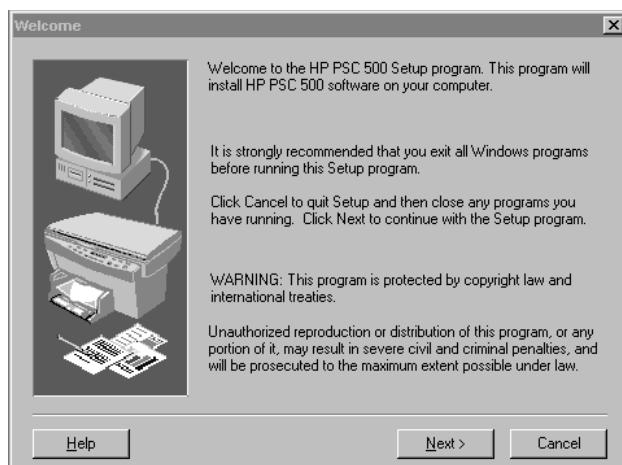 Welcome
Welcome to the HP PSC 500 Setup program. This program will
install HP PSC 500 software on your computer.
It is strongly recommended that you exit all Windows programs
before running this Setup program.
Click Cancel to quit Setup and then close any programs you
have running. Click Next to continue with the Setup program.
WARNING: This program is protected by copyright law and
international treaties.
Unauthorized reproduction or distribution of this program, or any
portion of it, may result in severe civil and criminal penalties, and
will be prosecuted to the maximum extent possible under law.
Help
Next >
Cancel